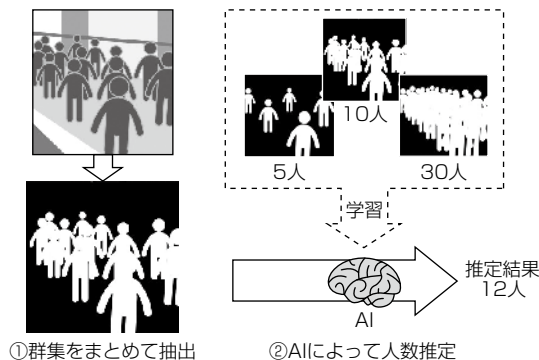 10人
5人
30人
学習
AI
推定結果
12人
①群集をまとめて抽出
②AIによって人数推定